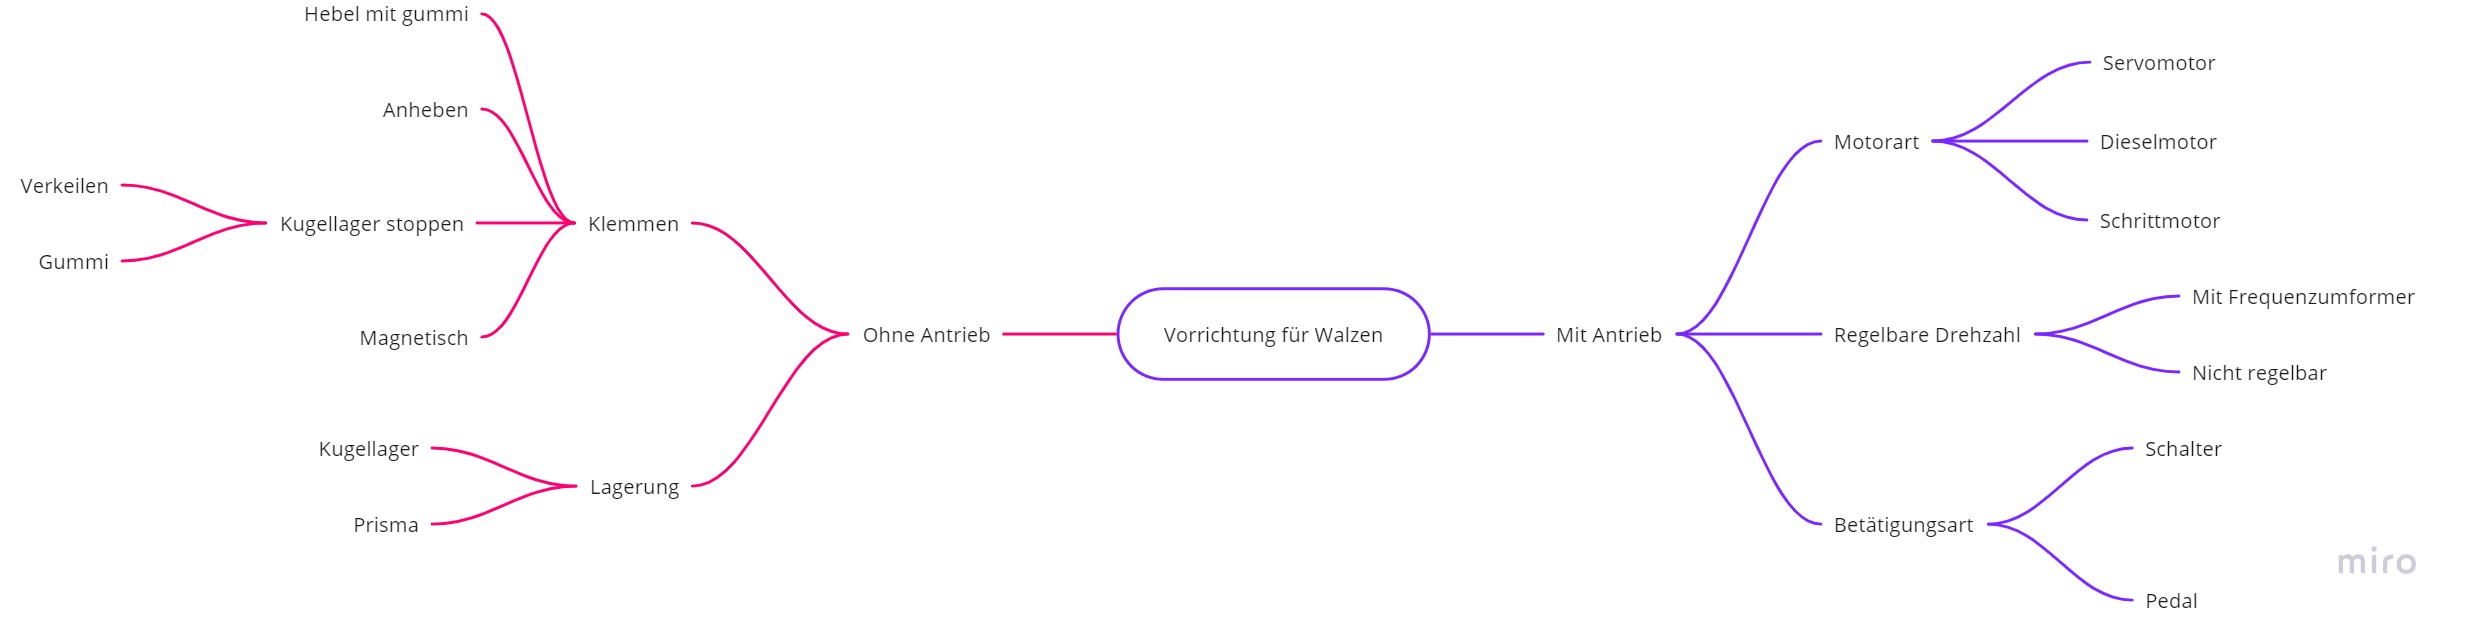 Hebel mit gummi
Anheben
Verkeilen
Kugellager stoppen
Gummi
Klemmen
Magnetisch
Ohne Antrieb
Kugellager
Lagerung
Prisma
Vorrichtung für Walzen
Mit Antrieb
Motorart
Servomotor
Dieselmotor
Schrittmotor
Regelbare Drehzahl
Mit Frequenzumformer
Nicht regelbar
Betätigungsart
Schalter
Pedal
miro